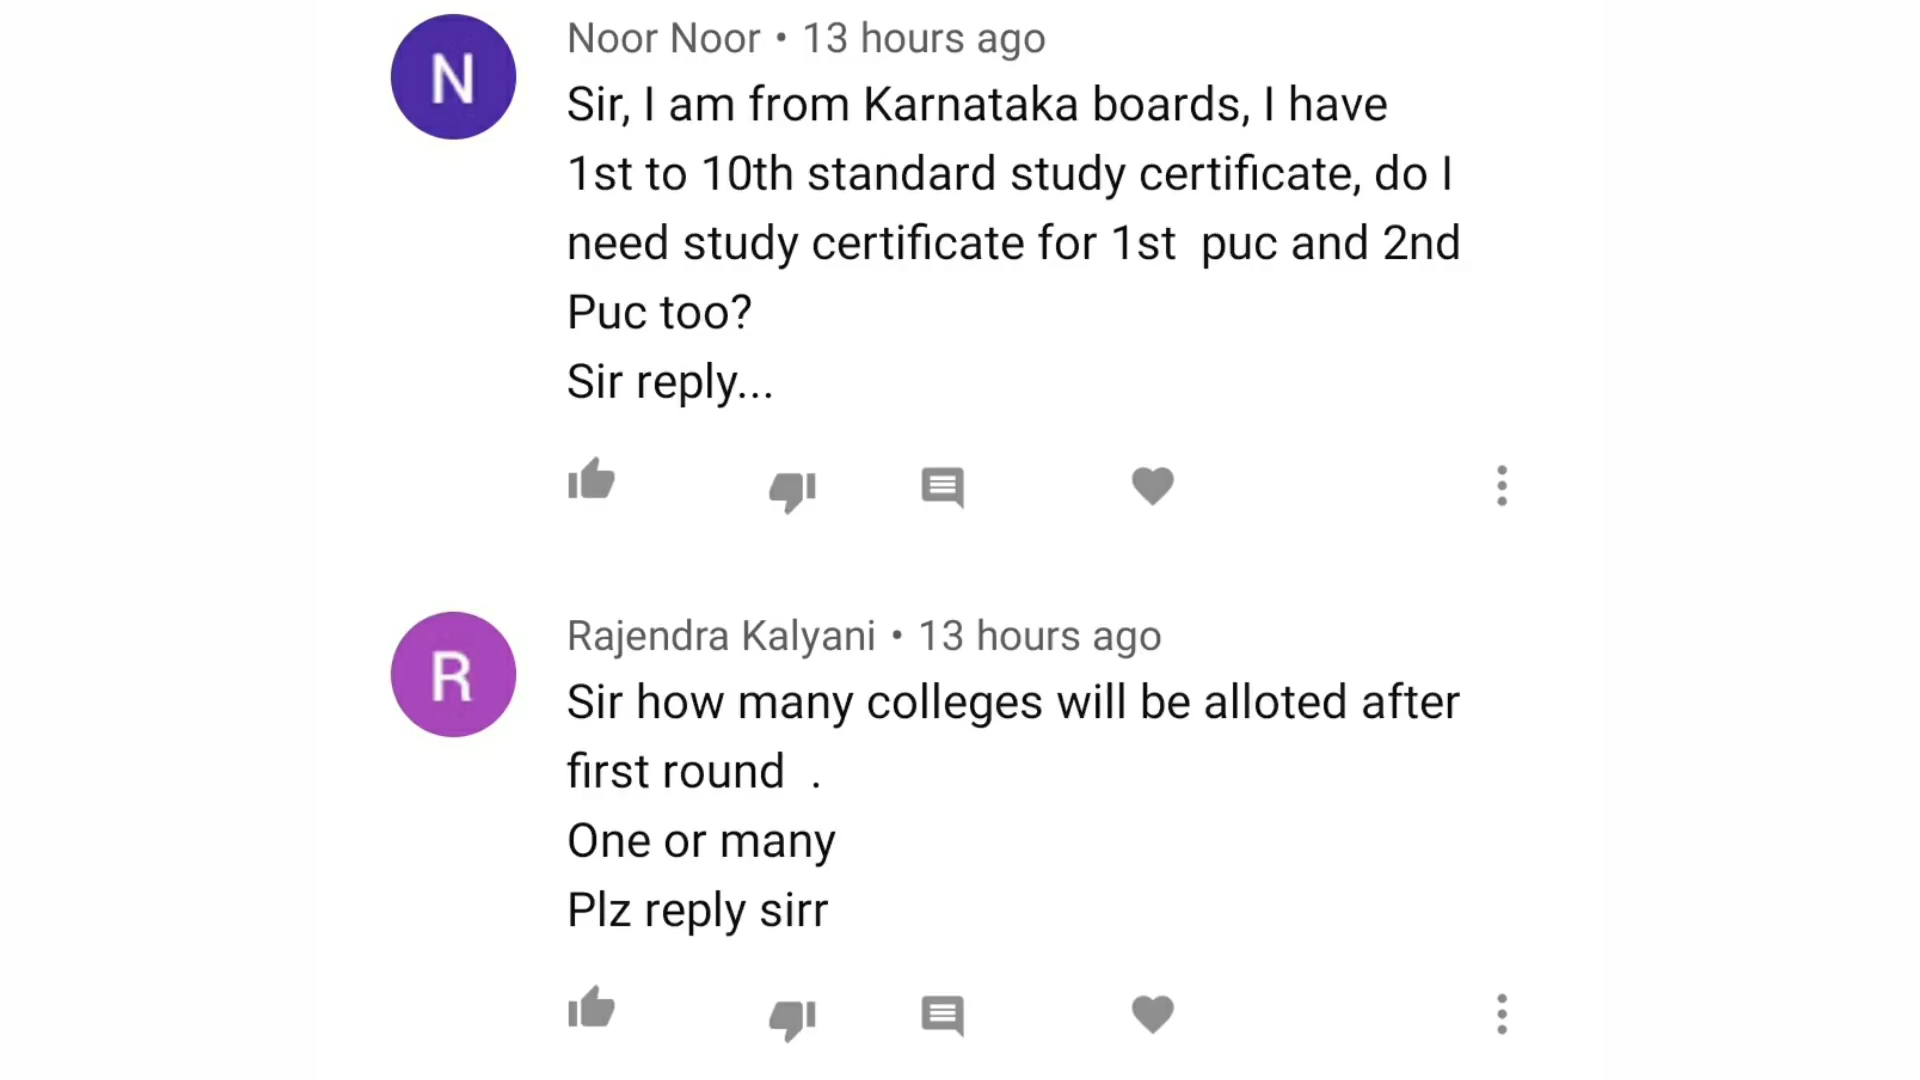 N
Noor Noor • 13 hours ago
Sir, I am from Karnataka boards, I have
1st to 10th standard study certificate, do I
need study certificate for 1st  puc and 2nd
Puc too?
Sir reply...
R
Rajendra Kalyani • 13 hours ago
Sir how many colleges will be alloted after
first round  .
One or many
Plz reply sirr